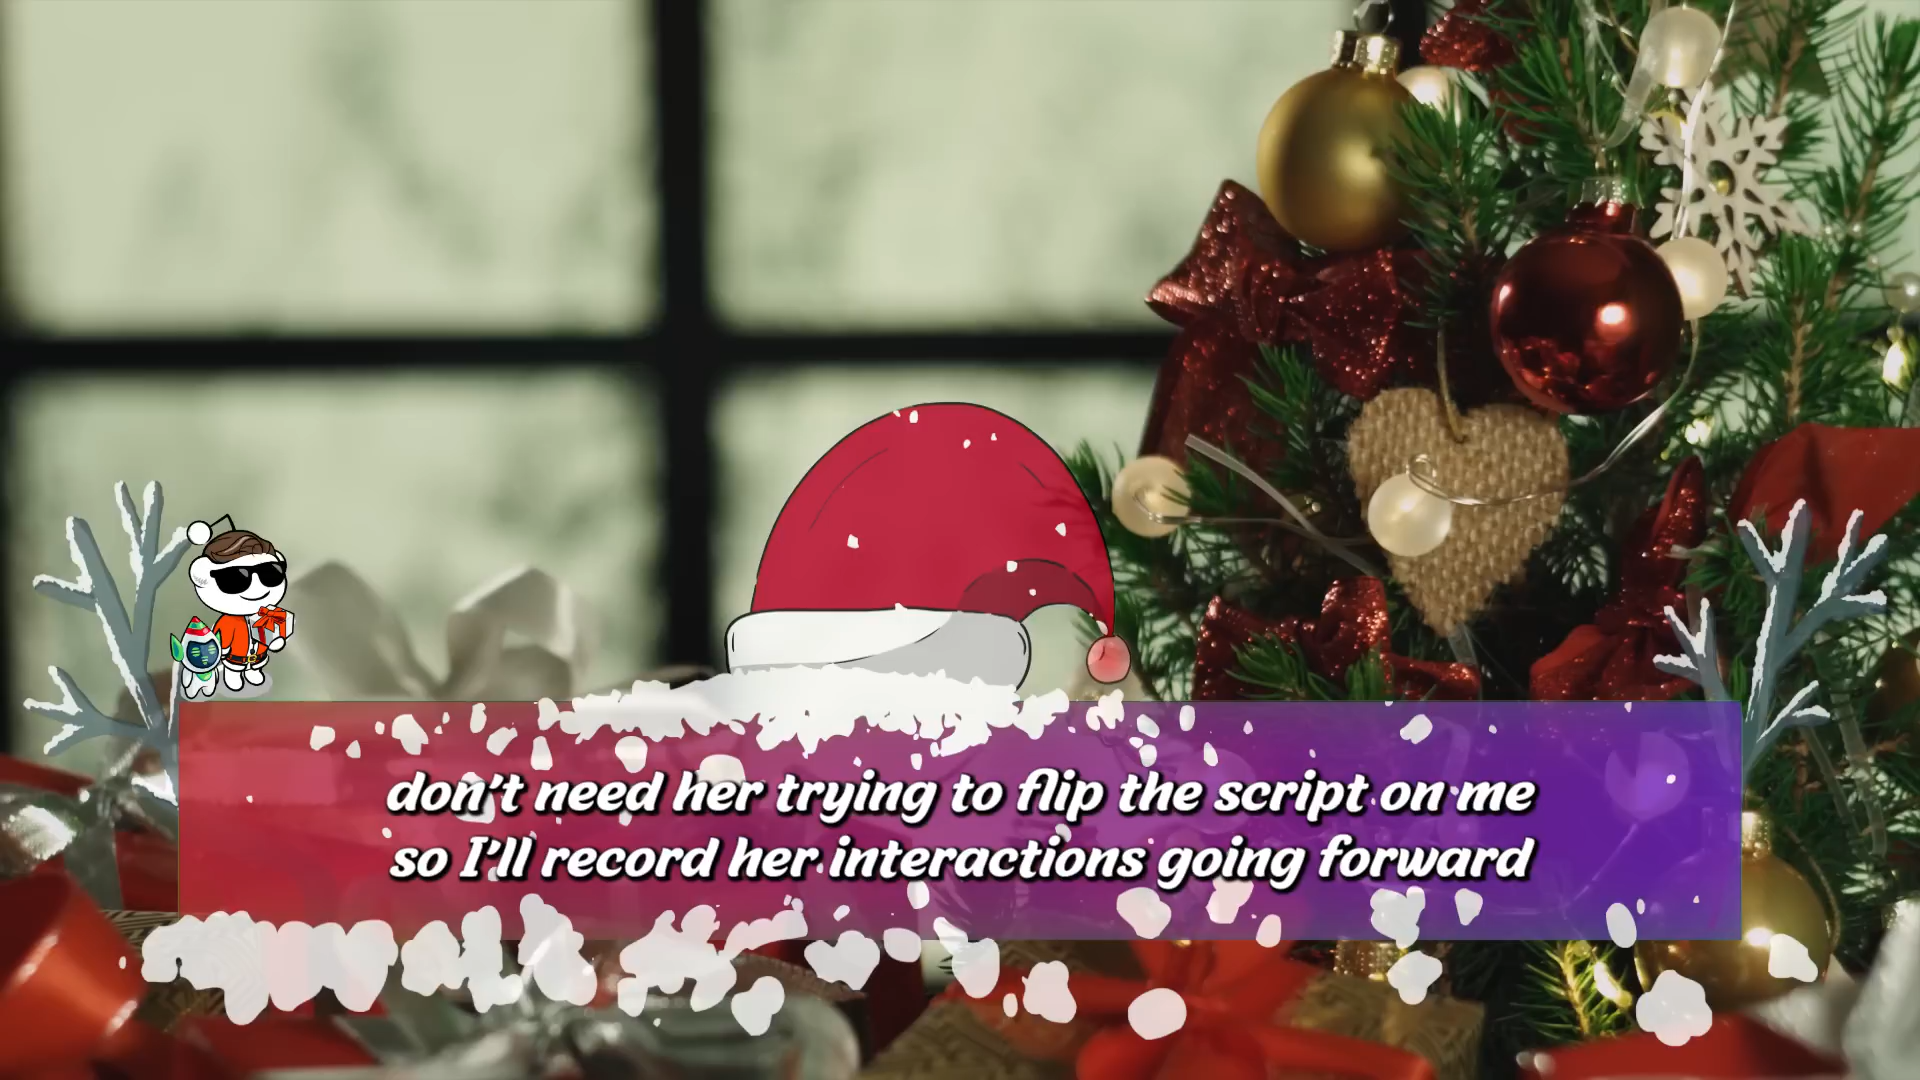 don't need her trying to flip the script on me
so I'll record her interactions going forward